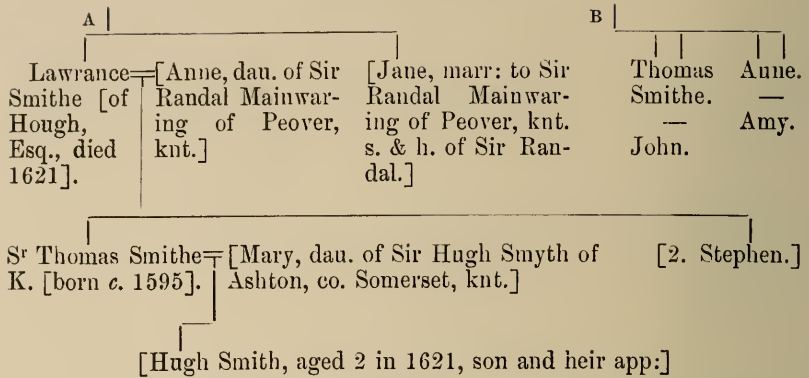 A B
Lawrance=[Anne, dau. of Sir [Jane, marr: to Sir Thomas Anne.
Smithe [of Randal Mainwar- Randal Mainwar- Smithe. —
Hough, ing of Peover, ing of Peover, knt. — Amy.
Esq., died knt.] s. & h. of Sir Ran- John.
1621]. dal.]
Sʳ Thomas Smithe=[Mary, dau. of Sir Hugh Smyth of [2. Stephen.]
K. [born c. 1595]. Ashton, co. Somerset, knt.]
[Hugh Smith, aged 2 in 1621, son and heir app:]